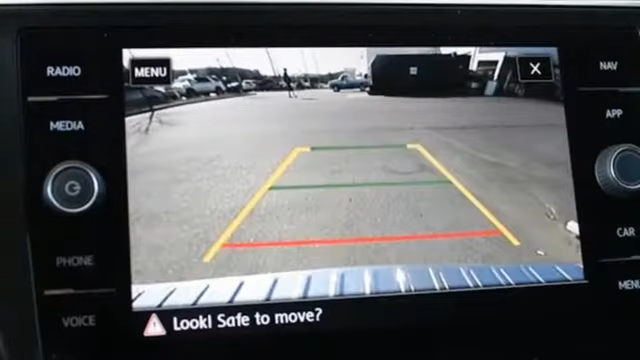 RADIO
MEDIA
PHONE
VOICE
MENU
X
Look! Safe to move?
NAV
APP
CAR
MENU